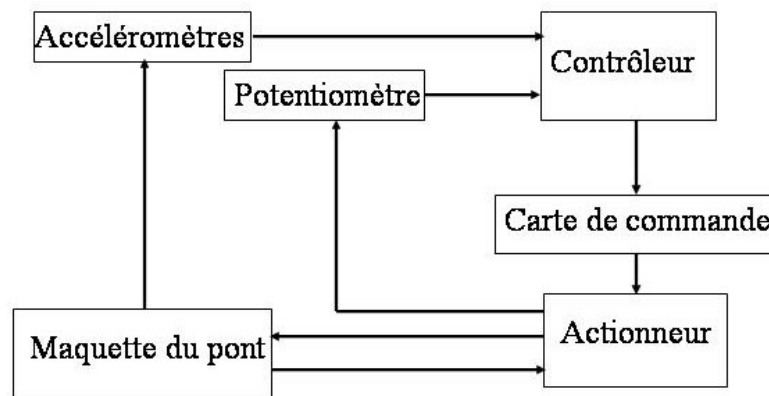 Accéléromètres
Contrôleur
Potentiomètre
Carte de commande
Actionneur
Maquette du pont